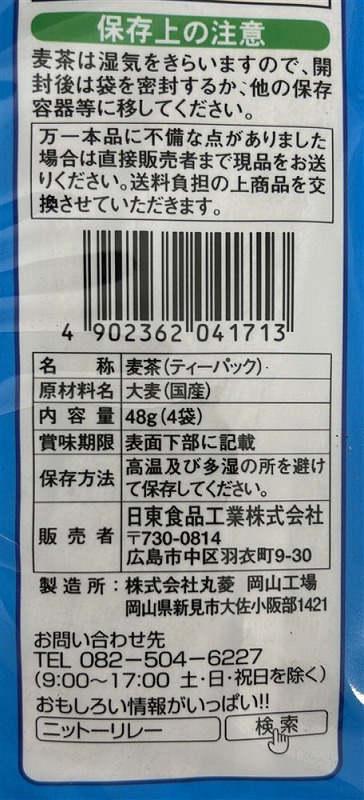 保存上の注意
麦茶は湿気をきらいますので、開
封後は袋を密封するか、他の保存
容器等に移してください。
万一本品に不備な点がありました
場合は直接販売者まで現品をお送
りください。送料負担の上商品を交
換させていただきます。
4 902362 041713
名称 麦茶(ティーパック)
原材料名 大麦(国産)
内容量 48g(4袋)
賞味期限 表面下部に記載
保存方法 高温及び多湿の所を避け
て保存してください。
販売者 日東食品工業株式会社
〒730-0814
広島市中区羽衣町9-30
製造所:株式会社丸菱 岡山工場
岡山県新見市大佐小阪部1421
お問い合わせ先
TEL 082-504-6227
(9:00〜17:00 土・日・祝日を除く)
おもしろい情報がいっぱい!!
ニットーリレー 検索